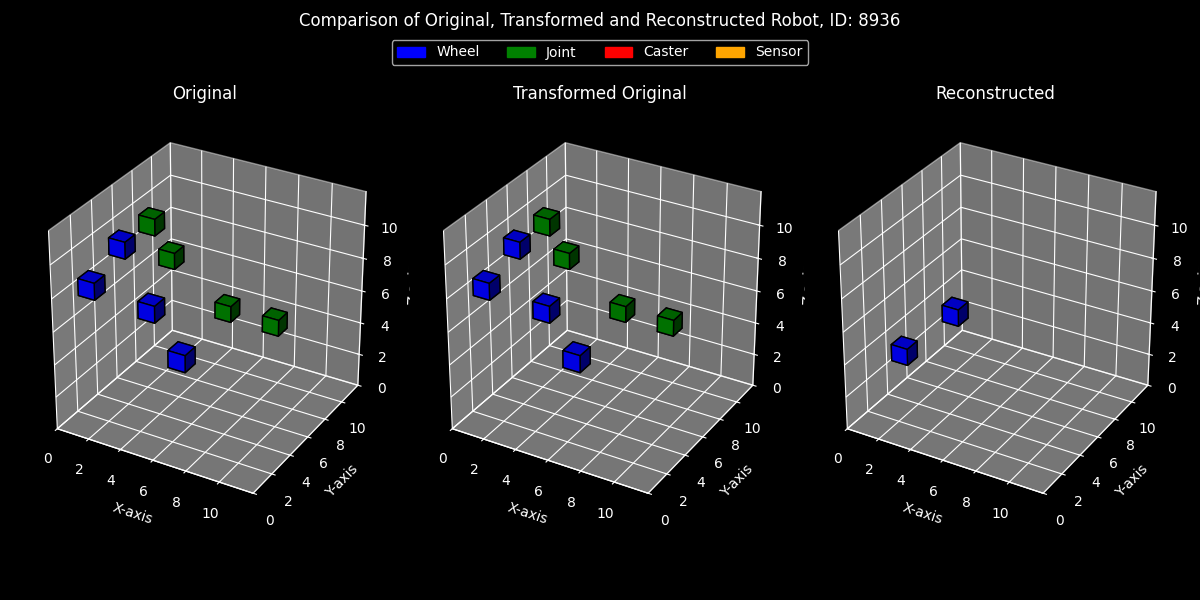 Comparison of Original, Transformed and Reconstructed Robot, ID: 8936
Wheel Joint Caster Sensor
Original Transformed Original Reconstructed
10 10 10
8 8 8
6 6 6
4 4 4
2 2 2
0 0 0
10 10 10
8 8 8
6 6 6
4 4 4
2 2 2
0 0 0
0 2 4 6 8 10 0 2 4 6 8 10 0 2 4 6 8 10
X-axis Y-axis X-axis Y-axis X-axis Y-axis